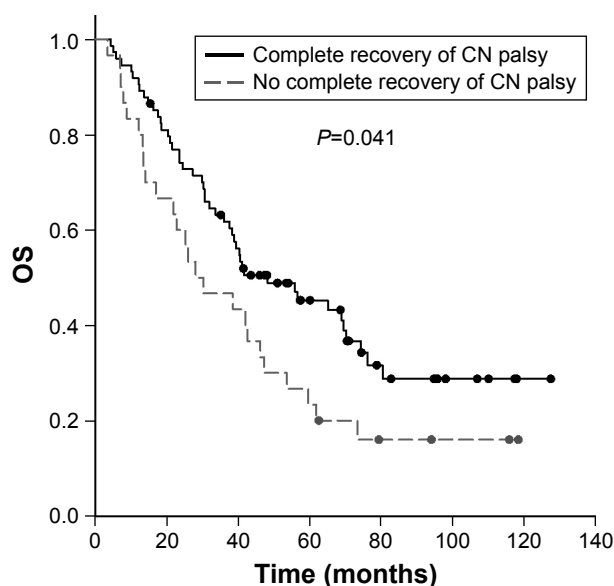 1.0
0.8
0.6
0.4
0.2
0.0
OS
Complete recovery of CN palsy
No complete recovery of CN palsy
P=0.041
0 20 40 60 80 100 120 140
Time (months)